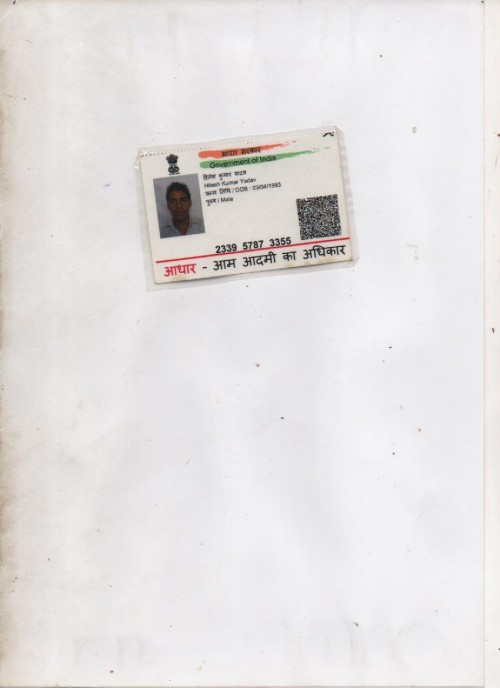 भारत सरकार
Government of India
हितेश कुमार यादव
Hitesh Kumar Yadav
जन्म तिथि / DOB : 03/04/1993
पुरुष / Male
2339 5787 3355
आधार - आम आदमी का अधिकार